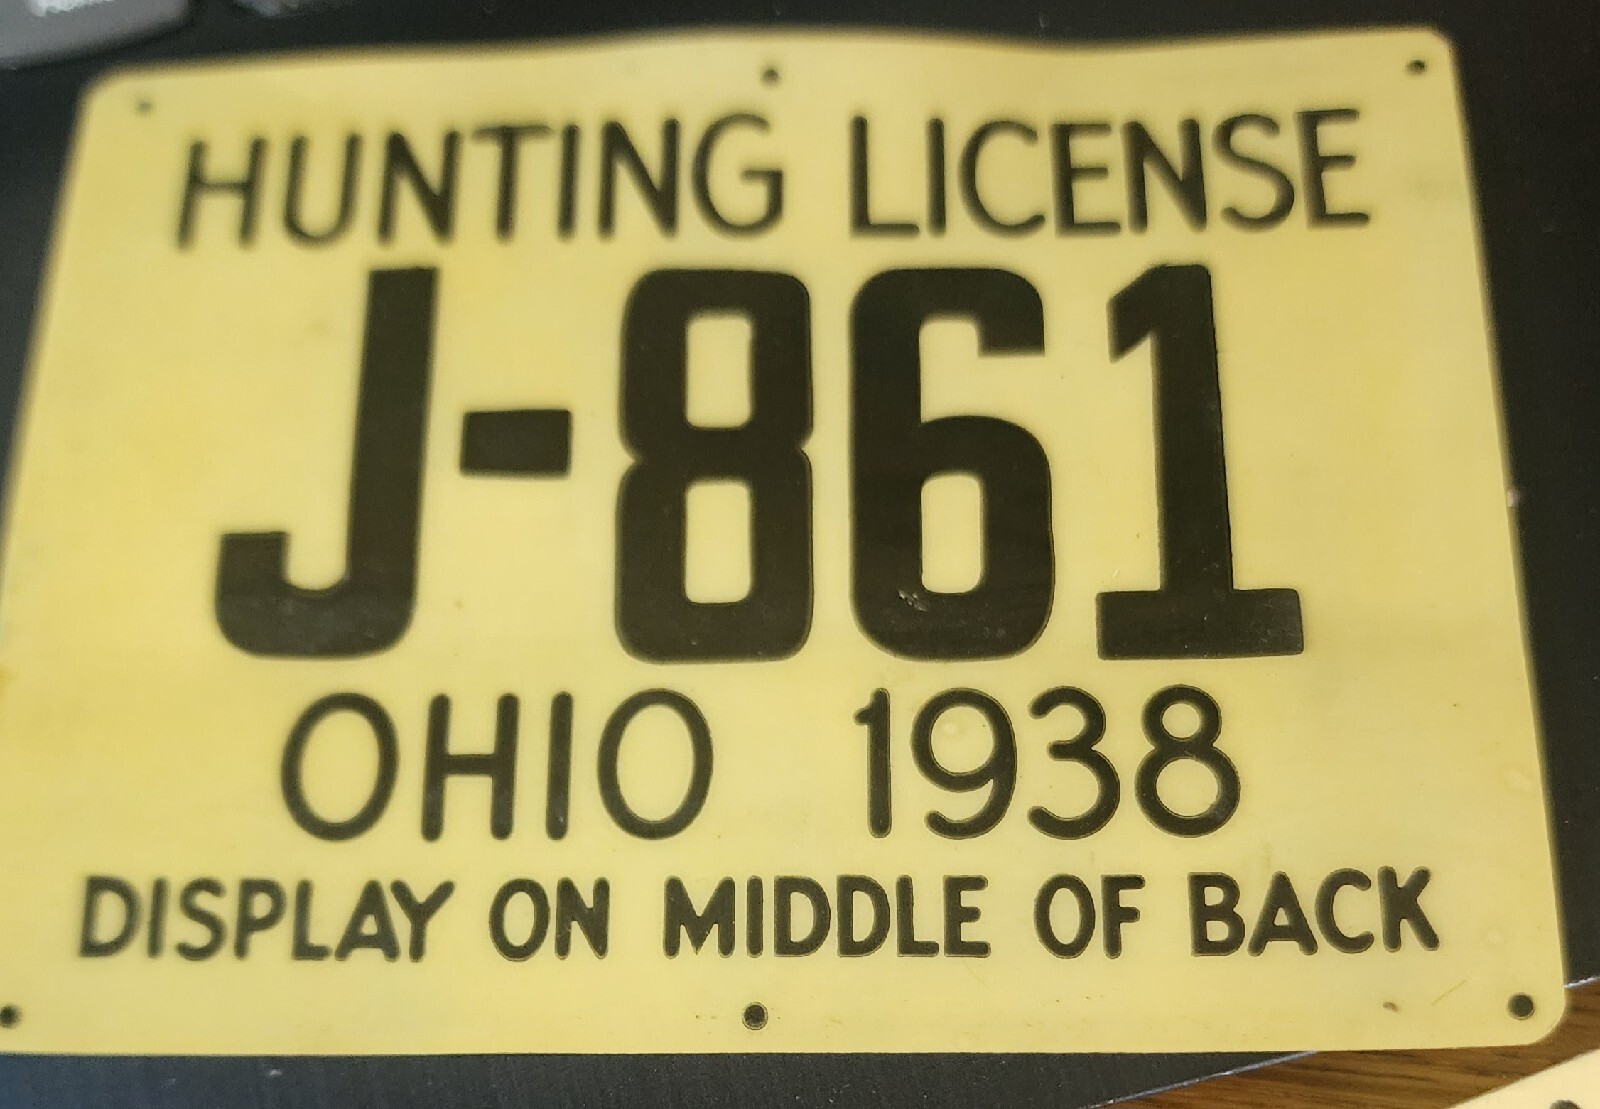 HUNTING LICENSE
J-861
OHIO 1938
DISPLAY ON MIDDLE OF BACK